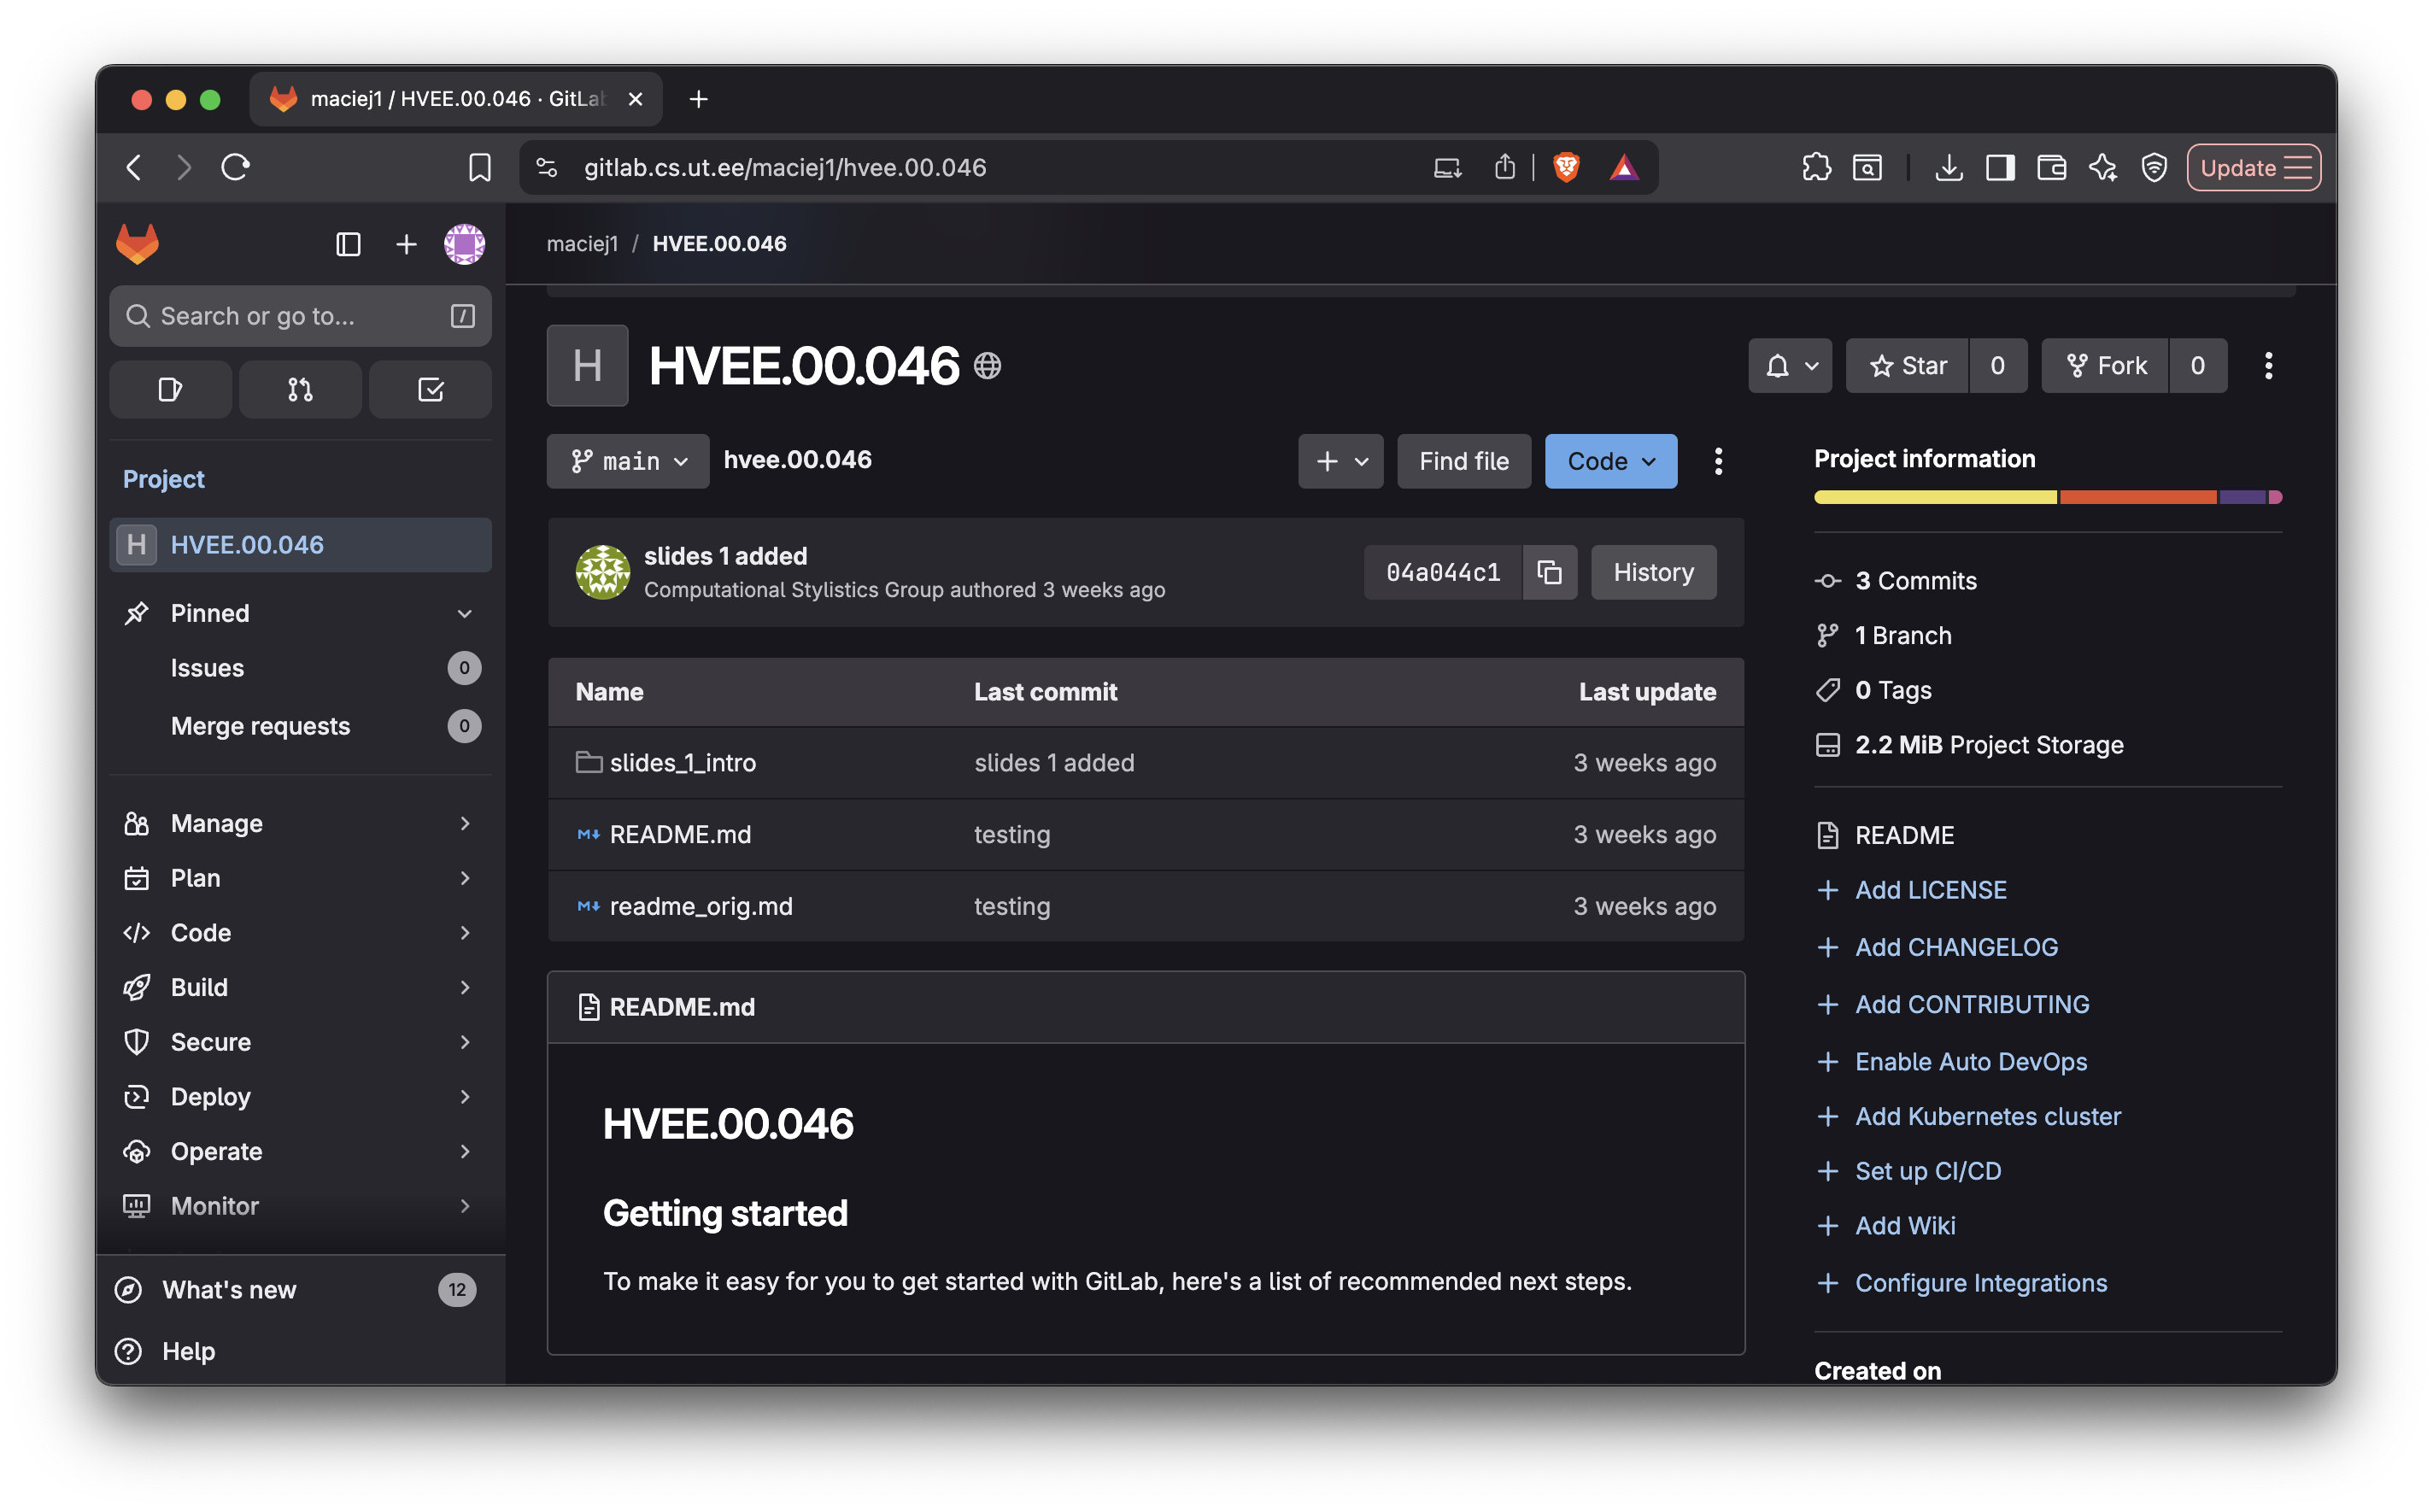 maciej1 / HVEE.00.046 · GitLab
gitlab.cs.ut.ee/maciej1/hvee.00.046
Update
maciej1 / HVEE.00.046
Search or go to...
/
Project
H HVEE.00.046
Pinned
Issues 0
Merge requests 0
Manage
Plan
Code
Build
Secure
Deploy
Operate
Monitor
What's new 12
Help
H HVEE.00.046
Star 0 Fork 0
main hvee.00.046
Find file Code
slides 1 added
Computational Stylistics Group authored 3 weeks ago
04a044c1 History
Name Last commit Last update
slides_1_intro slides 1 added 3 weeks ago
README.md testing 3 weeks ago
readme_orig.md testing 3 weeks ago
README.md
HVEE.00.046
Getting started
To make it easy for you to get started with GitLab, here's a list of recommended next steps.
Project information
3 Commits
1 Branch
0 Tags
2.2 MiB Project Storage
README
Add LICENSE
Add CHANGELOG
Add CONTRIBUTING
Enable Auto DevOps
Add Kubernetes cluster
Set up CI/CD
Add Wiki
Configure Integrations
Created on